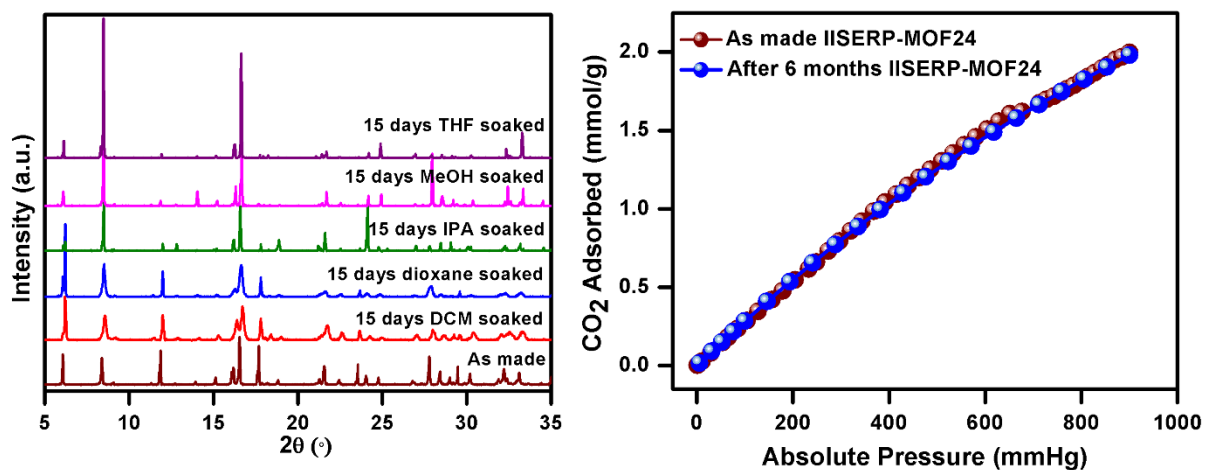 Intensity (a.u.)
15 days THF soaked
15 days MeOH soaked
15 days IPA soaked
15 days dioxane soaked
15 days DCM soaked
As made
5 10 15 20 25 30 35
2θ (°)
CO2 Adsorbed (mmol/g)
As made IISERP-MOF24
After 6 months IISERP-MOF24
2.0
1.5
1.0
0.5
0.0
0 200 400 600 800 1000
Absolute Pressure (mmHg)